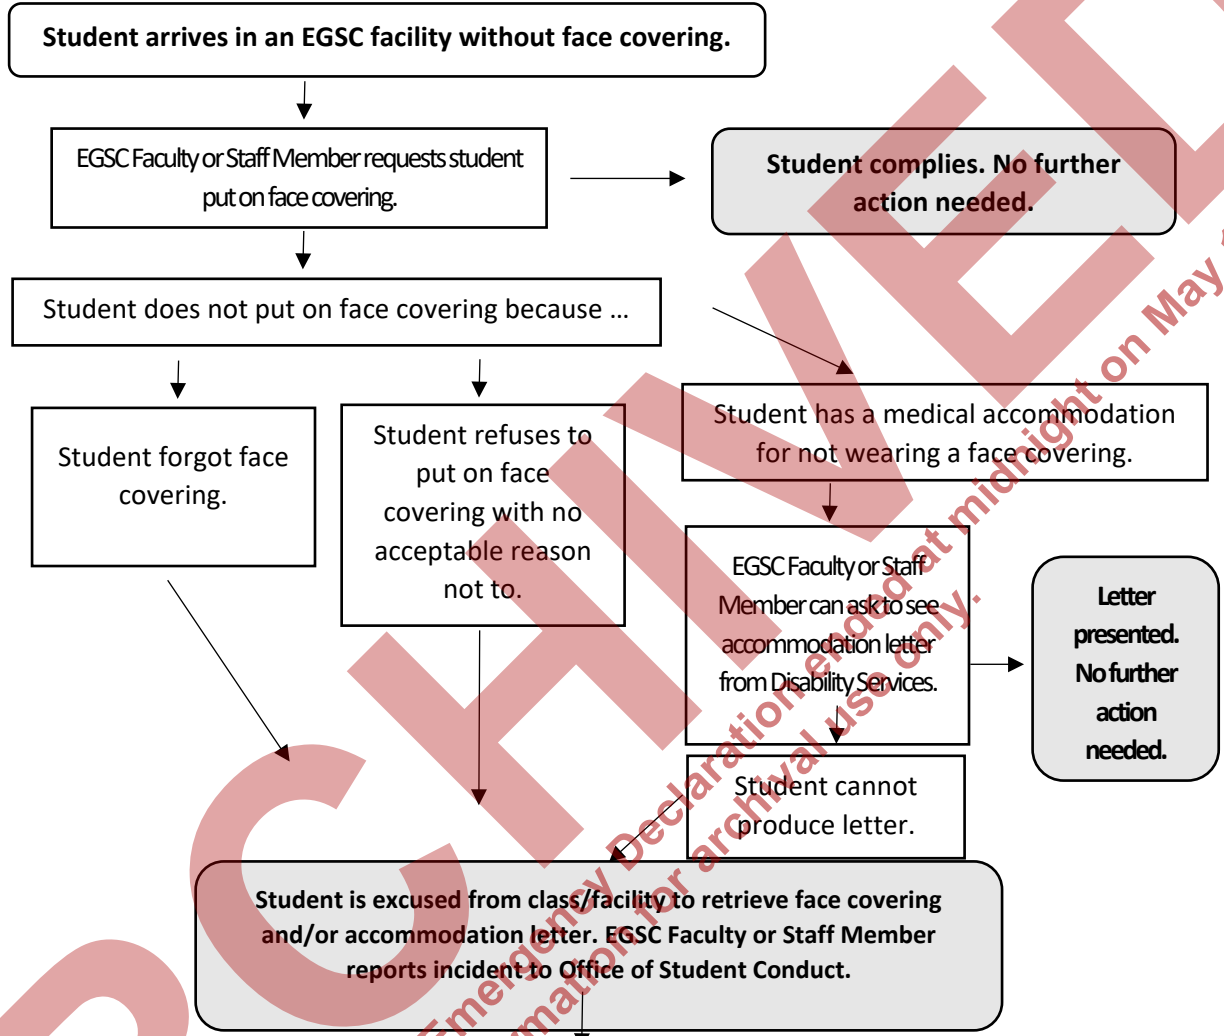 Student arrives in an EGSC facility without face covering.
EGSC Faculty or Staff Member requests student
put on face covering.
Student complies. No further
action needed.
Student does not put on face covering because ...
Student forgot face
covering.
Student refuses to
put on face
covering with no
acceptable reason
not to.
Student has a medical accommodation
for not wearing a face covering.
EGSC Faculty or Staff
Member can ask to see
accommodation letter
from Disability Services.
Letter
presented.
No further
action
needed.
Student cannot
produce letter.
Student is excused from class/facility to retrieve face covering
and/or accommodation letter. EGSC Faculty or Staff Member
reports incident to Office of Student Conduct.
RCHIVED
Emergency Declaration ended at midnight on May
for archival use only.